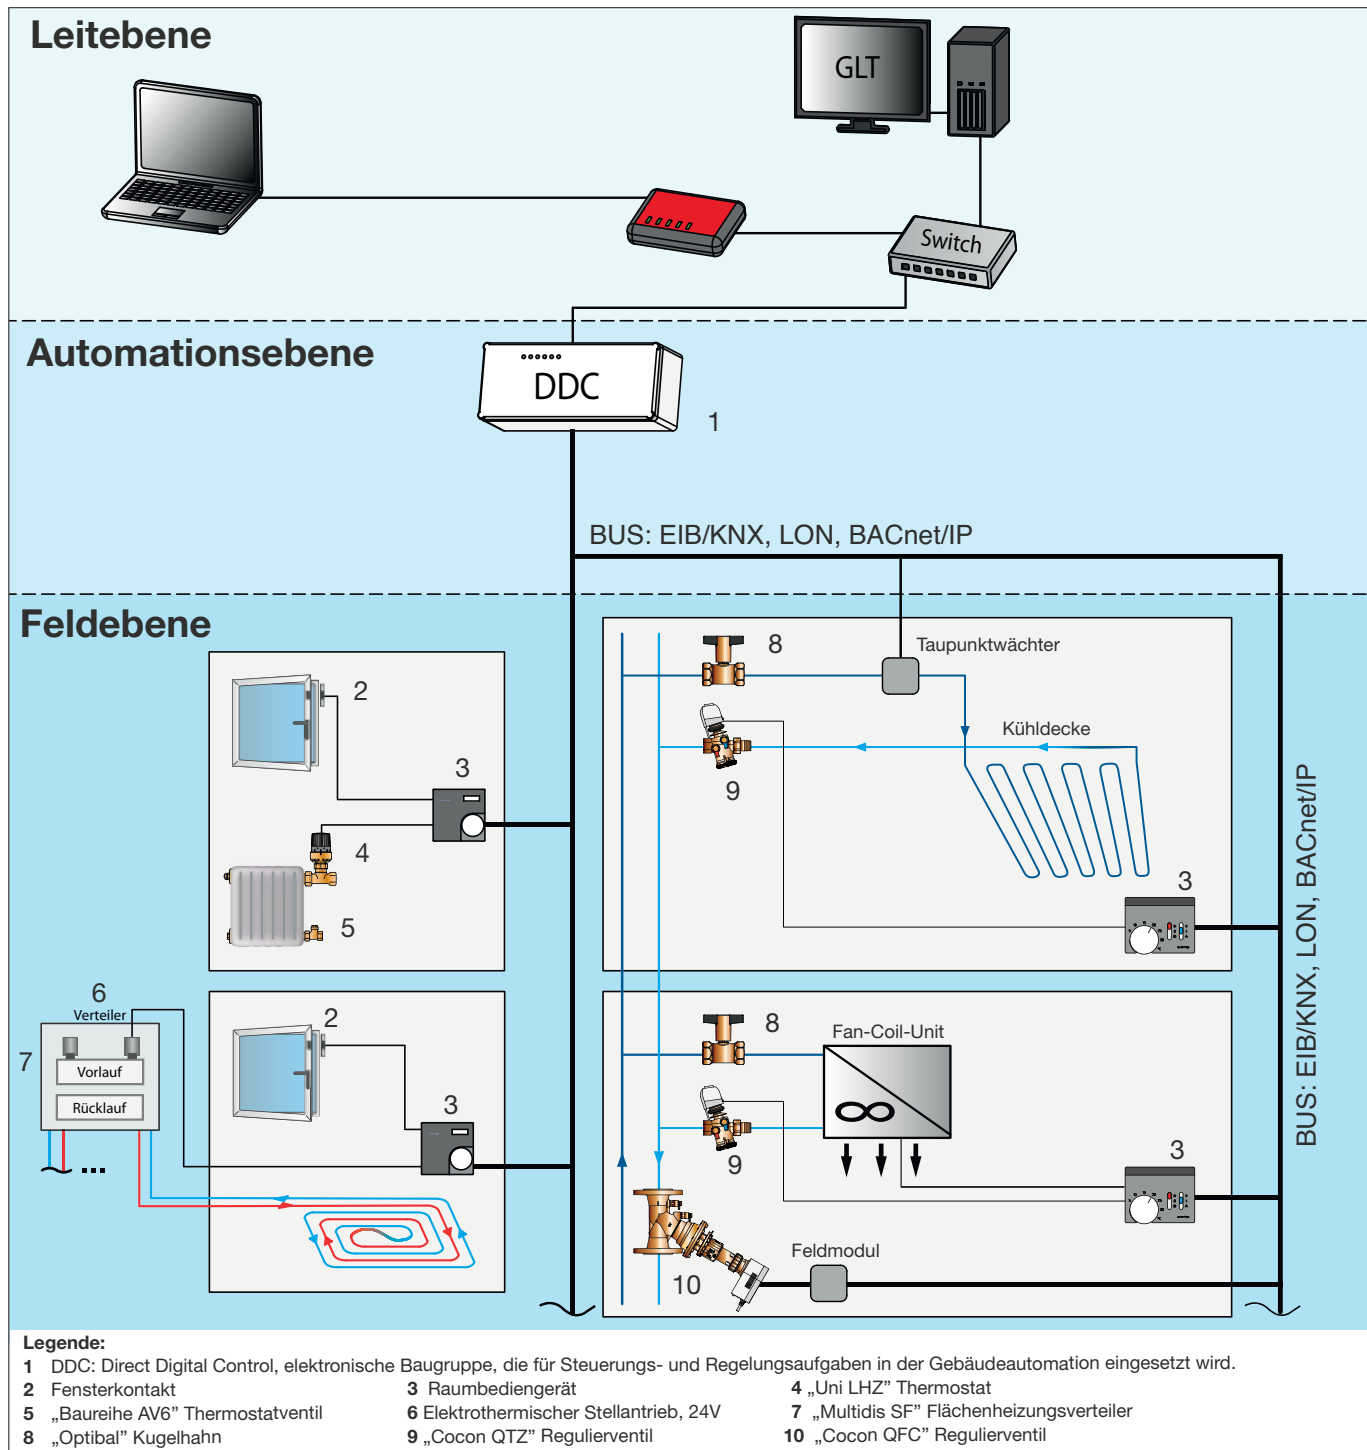 Leitebene
GLT
Switch
Automationsebene
DDC
1
BUS: EIB/KNX, LON, BACnet/IP
Feldebene
8
Taupunktwächter
2
Kühldecke
3
9
4
3
5
BUS: EIB/KNX, LON, BACnet/IP
6
Verteiler
2
8
Fan-Coil-Unit
7
Vorlauf
Rücklauf
3
9
3
...
Feldmodul
10
Legende:
1 DDC: Direct Digital Control, elektronische Baugruppe, die für Steuerungs- und Regelungsaufgaben in der Gebäudeautomation eingesetzt wird.
2 Fensterkontakt 3 Raumbediengerät 4 „Uni LHZ” Thermostat
5 „Baureihe AV6” Thermostatventil 6 Elektrothermischer Stellantrieb, 24V 7 „Multidis SF” Flächenheizungsverteiler
8 „Optibal” Kugelhahn 9 „Cocon QTZ” Regulierventil 10 „Cocon QFC” Regulierventil